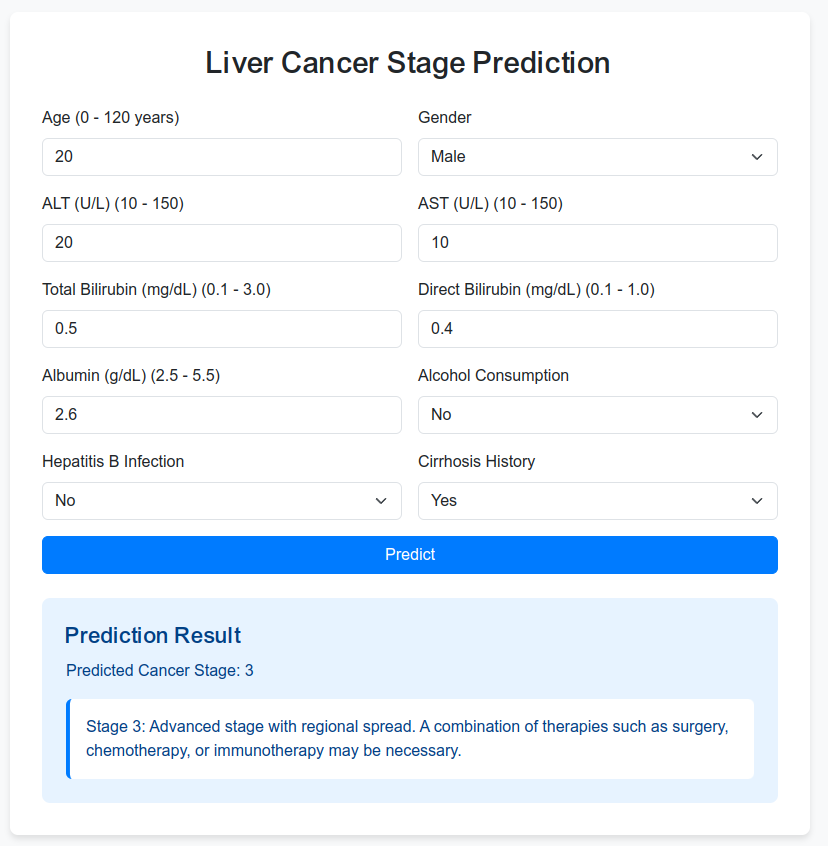 Liver Cancer Stage Prediction
Age (0 - 120 years)
Gender
20
Male
ALT (U/L) (10 - 150)
AST (U/L) (10 - 150)
20
10
Total Bilirubin (mg/dL) (0.1 - 3.0)
Direct Bilirubin (mg/dL) (0.1 - 1.0)
0.5
0.4
Albumin (g/dL) (2.5 - 5.5)
Alcohol Consumption
2.6
No
Hepatitis B Infection
Cirrhosis History
No
Yes
Predict
Prediction Result
Predicted Cancer Stage: 3
Stage 3: Advanced stage with regional spread. A combination of therapies such as surgery,
chemotherapy, or immunotherapy may be necessary.